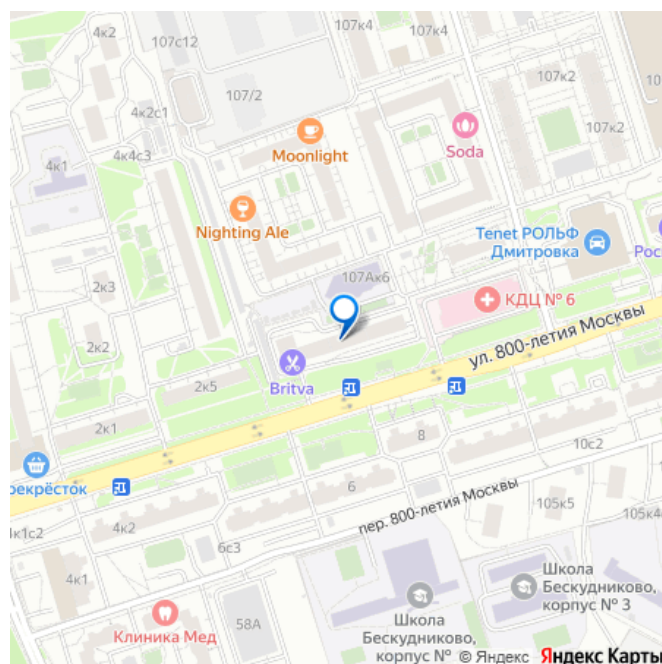 4к2
107с12
107к4
107к4
107/2
4к2с1
107к2
107к2
Moonlight
Soda
4к1
4к4с3
Nighting Ale
Tenet РОЛЬФ
Дмитровка
2к3
107Ак6
КДЦ № 6
2к2
ул. 800-летия Москвы
Britva
2к5
2к1
8
10с2
6
пер. 800-летия Москвы
105к5
4к2
6с3
4к1
Школа
Бескудниково,
корпус № 3
58А
Клиника Мед
Школа
Бескудниково,
корпус №
© Яндекс Яндекс Карты